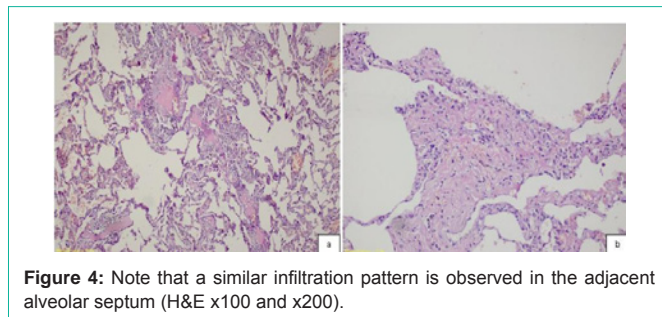 a
b
Figure 4: Note that a similar infiltration pattern is observed in the adjacent
alveolar septum (H&E x100 and x200).